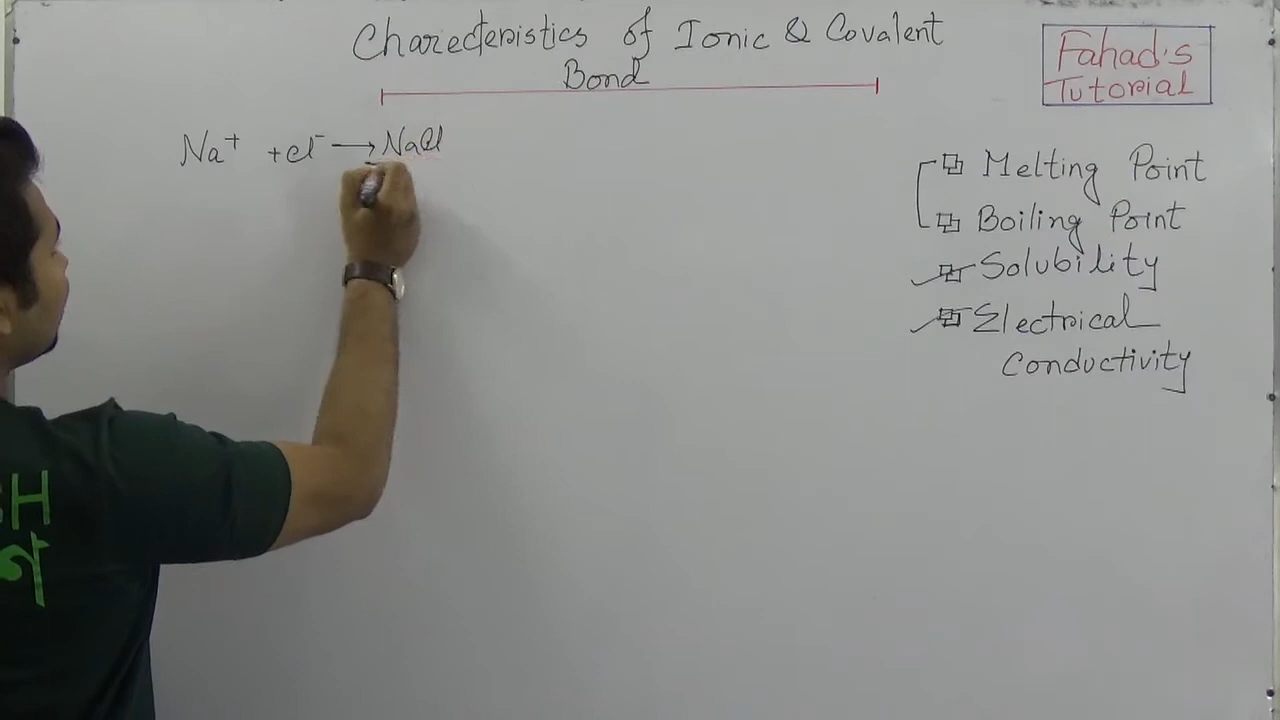 Charecteristics of Ionic & Covalent
Bond
Fahad's
Tutorial
Na⁺ + Cl⁻ → NaCl
Melting Point
Boiling Point
Solubility
Electrical
Conductivity
H